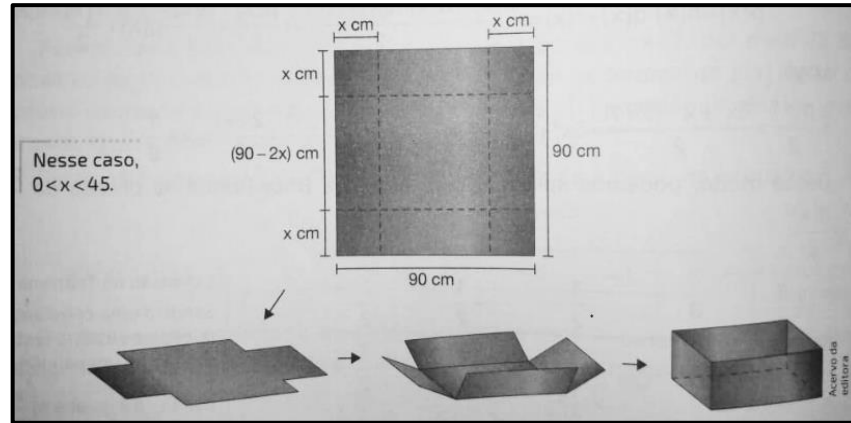 x cm
x cm
x cm
(90 – 2x) cm
90 cm
x cm
90 cm
Nesse caso,
0<x<45.
Acervo da
editora